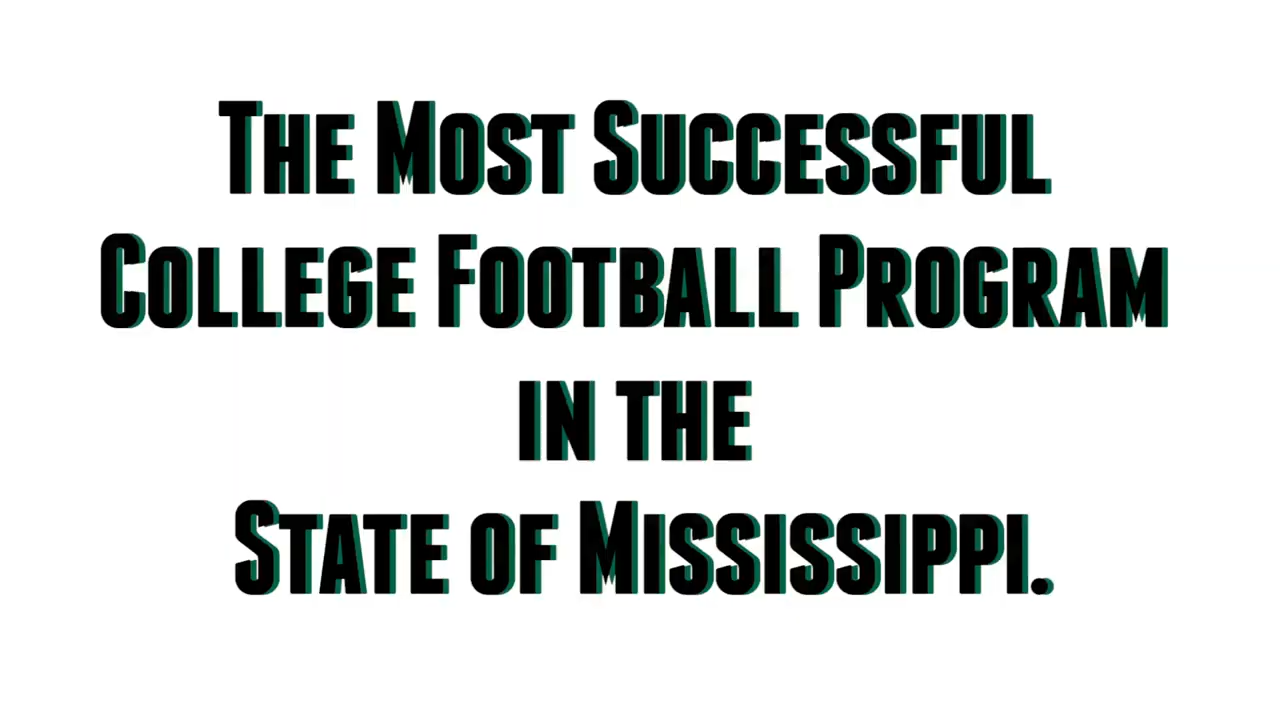 The Most Successful
College Football Program
in the
State of Mississippi.